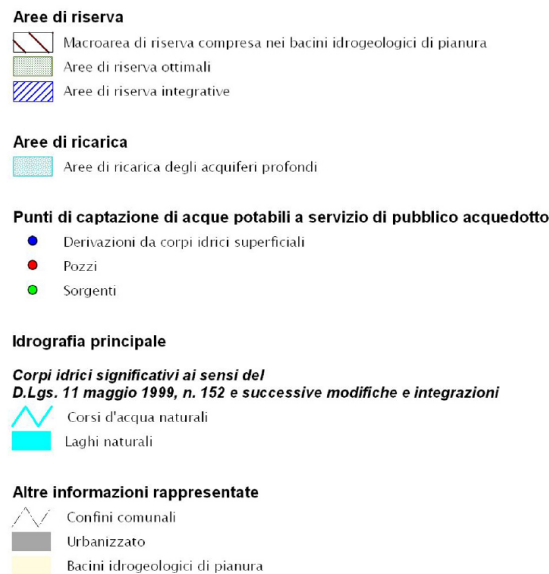 Aree di riserva
Macroarea di riserva compresa nei bacini idrogeologici di pianura
Aree di riserva ottimali
Aree di riserva integrative
Aree di ricarica
Aree di ricarica degli acquiferi profondi
Punti di captazione di acque potabili a servizio di pubblico acquedotto
Derivazioni da corpi idrici superficiali
Pozzi
Sorgenti
Idrografia principale
Corpi idrici significativi ai sensi del
D.Lgs. 11 maggio 1999, n. 152 e successive modifiche e integrazioni
Corsi d'acqua naturali
Laghi naturali
Altre informazioni rappresentate
Confini comunali
Urbanizzato
Bacini idrogeologici di pianura